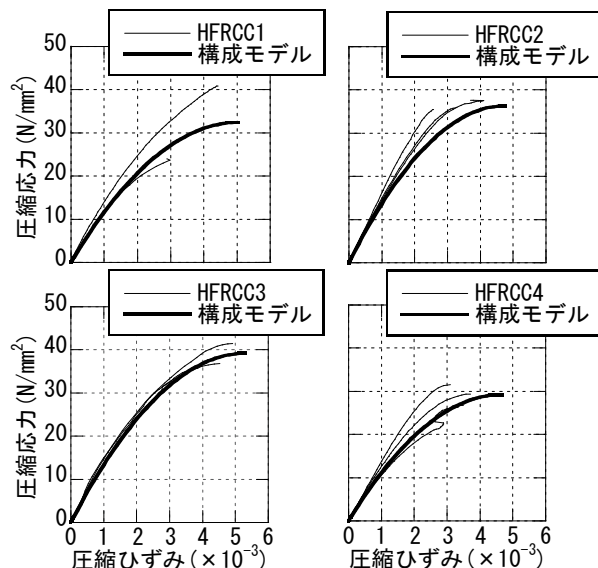 HFRCC1
構成モデル
HFRCC2
構成モデル
圧縮応力(N/mm²)
50
40
30
20
10
0
HFRCC3
構成モデル
HFRCC4
構成モデル
圧縮応力(N/mm²)
50
40
30
20
10
0
0 1 2 3 4 5 6
0 1 2 3 4 5 6
圧縮ひずみ(×10⁻³)
圧縮ひずみ(×10⁻³)